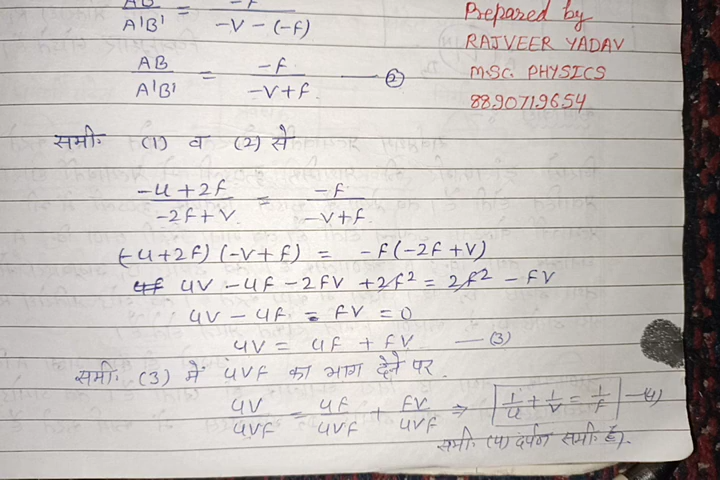 AB / A'B' = -f / -V - (-f)
AB / A'B' = -f / -V+f — (2)
Prepared by
RAJVEER YADAV
M.SC. PHYSICS
8890719654
समी॰ (1) व (2) से
-u+2f / -2f+V = -f / -V+f
(-u+2f) (-V+f) = -f(-2f+V)
uV - uf - 2fV + 2f² = 2f² - fV
uV - uf - fV = 0
uV = uf + fV — (3)
समी॰ (3) में uVf का भाग देने पर.
uV / uVf = uf / uVf + fV / uVf ⇒ 1/u + 1/V = 1/f — (4)
समी॰ (4) दर्पण समी॰ है।